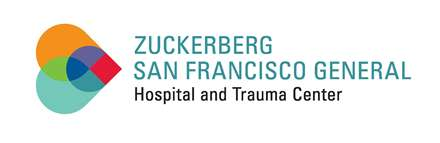 ZUCKERBERG
SAN FRANCISCO GENERAL
Hospital and Trauma Center